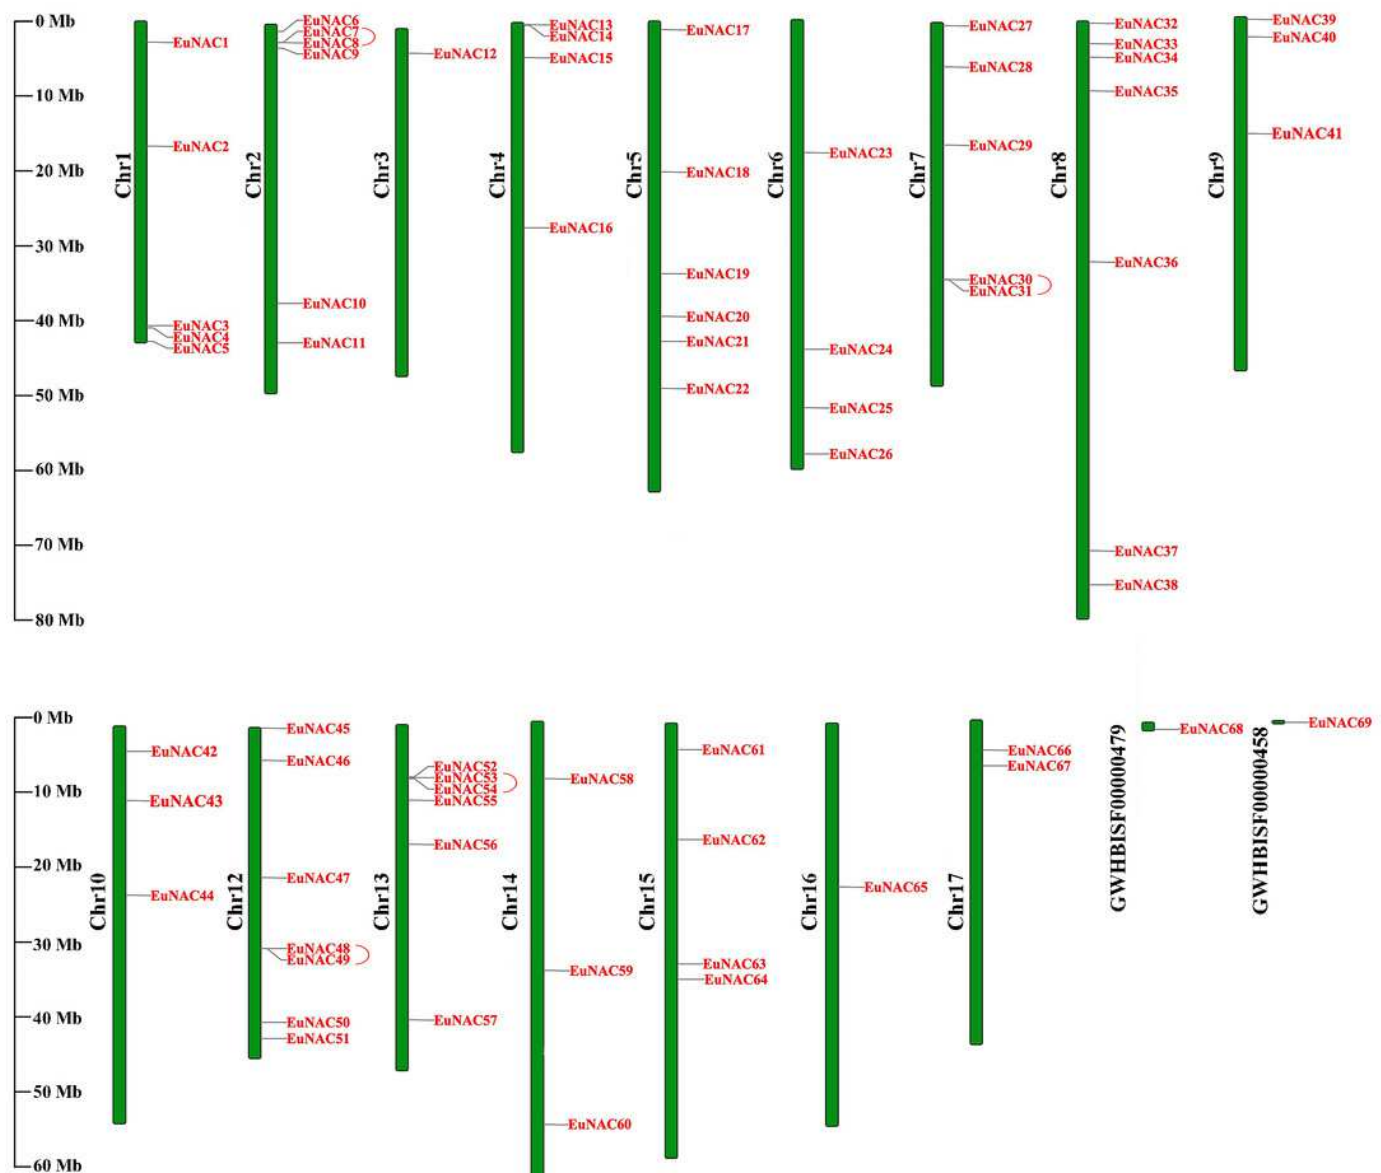 0 Mb
10 Mb
20 Mb
30 Mb
40 Mb
50 Mb
60 Mb
70 Mb
80 Mb
Chr1
EuNAC1
EuNAC2
EuNAC3
EuNAC4
EuNAC5
Chr2
EuNAC6
EuNAC7
EuNAC8
EuNAC9
EuNAC10
EuNAC11
Chr3
EuNAC12
Chr4
EuNAC13
EuNAC14
EuNAC15
EuNAC16
Chr5
EuNAC17
EuNAC18
EuNAC19
EuNAC20
EuNAC21
EuNAC22
Chr6
EuNAC23
EuNAC24
EuNAC25
EuNAC26
Chr7
EuNAC27
EuNAC28
EuNAC29
EuNAC30
EuNAC31
Chr8
EuNAC32
EuNAC33
EuNAC34
EuNAC35
EuNAC36
EuNAC37
EuNAC38
Chr9
EuNAC39
EuNAC40
EuNAC41
0 Mb
10 Mb
20 Mb
30 Mb
40 Mb
50 Mb
60 Mb
Chr10
EuNAC42
EuNAC43
EuNAC44
Chr12
EuNAC45
EuNAC46
EuNAC47
EuNAC48
EuNAC49
EuNAC50
EuNAC51
Chr13
EuNAC52
EuNAC53
EuNAC54
EuNAC55
EuNAC56
EuNAC57
Chr14
EuNAC58
EuNAC59
EuNAC60
Chr15
EuNAC61
EuNAC62
EuNAC63
EuNAC64
Chr16
EuNAC65
Chr17
EuNAC66
EuNAC67
GWHBISF00000479
EuNAC68
GWHBISF00000458
EuNAC69